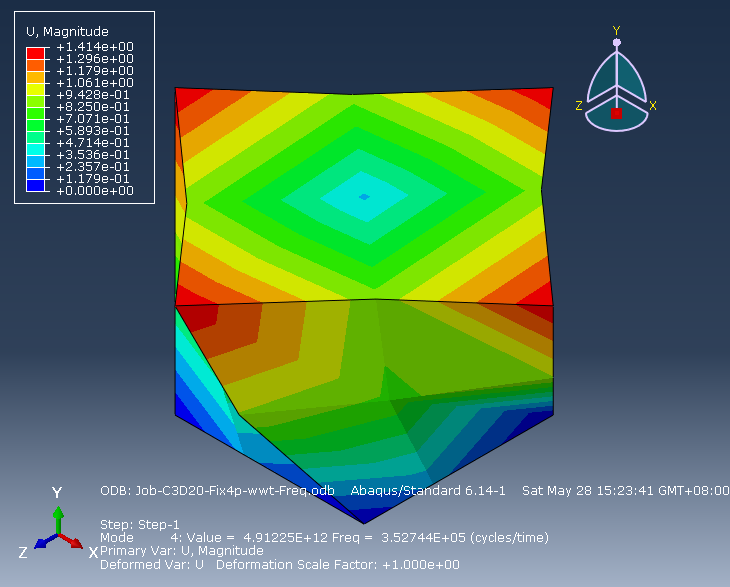 U, Magnitude
+1.414e+00
+1.296e+00
+1.179e+00
+1.061e+00
+9.428e-01
+8.250e-01
+7.071e-01
+5.893e-01
+4.714e-01
+3.536e-01
+2.357e-01
+1.179e-01
+0.000e+00
Y
Z X
Y
Z X
ODB: Job-C3D20-Fix4p-wwt-Freq.odb Abaqus/Standard 6.14-1 Sat May 28 15:23:41 GMT+08:00
Step: Step-1
Mode 4: Value = 4.91225E+12 Freq = 3.52744E+05 (cycles/time)
Primary Var: U, Magnitude
Deformed Var: U Deformation Scale Factor: +1.000e+00